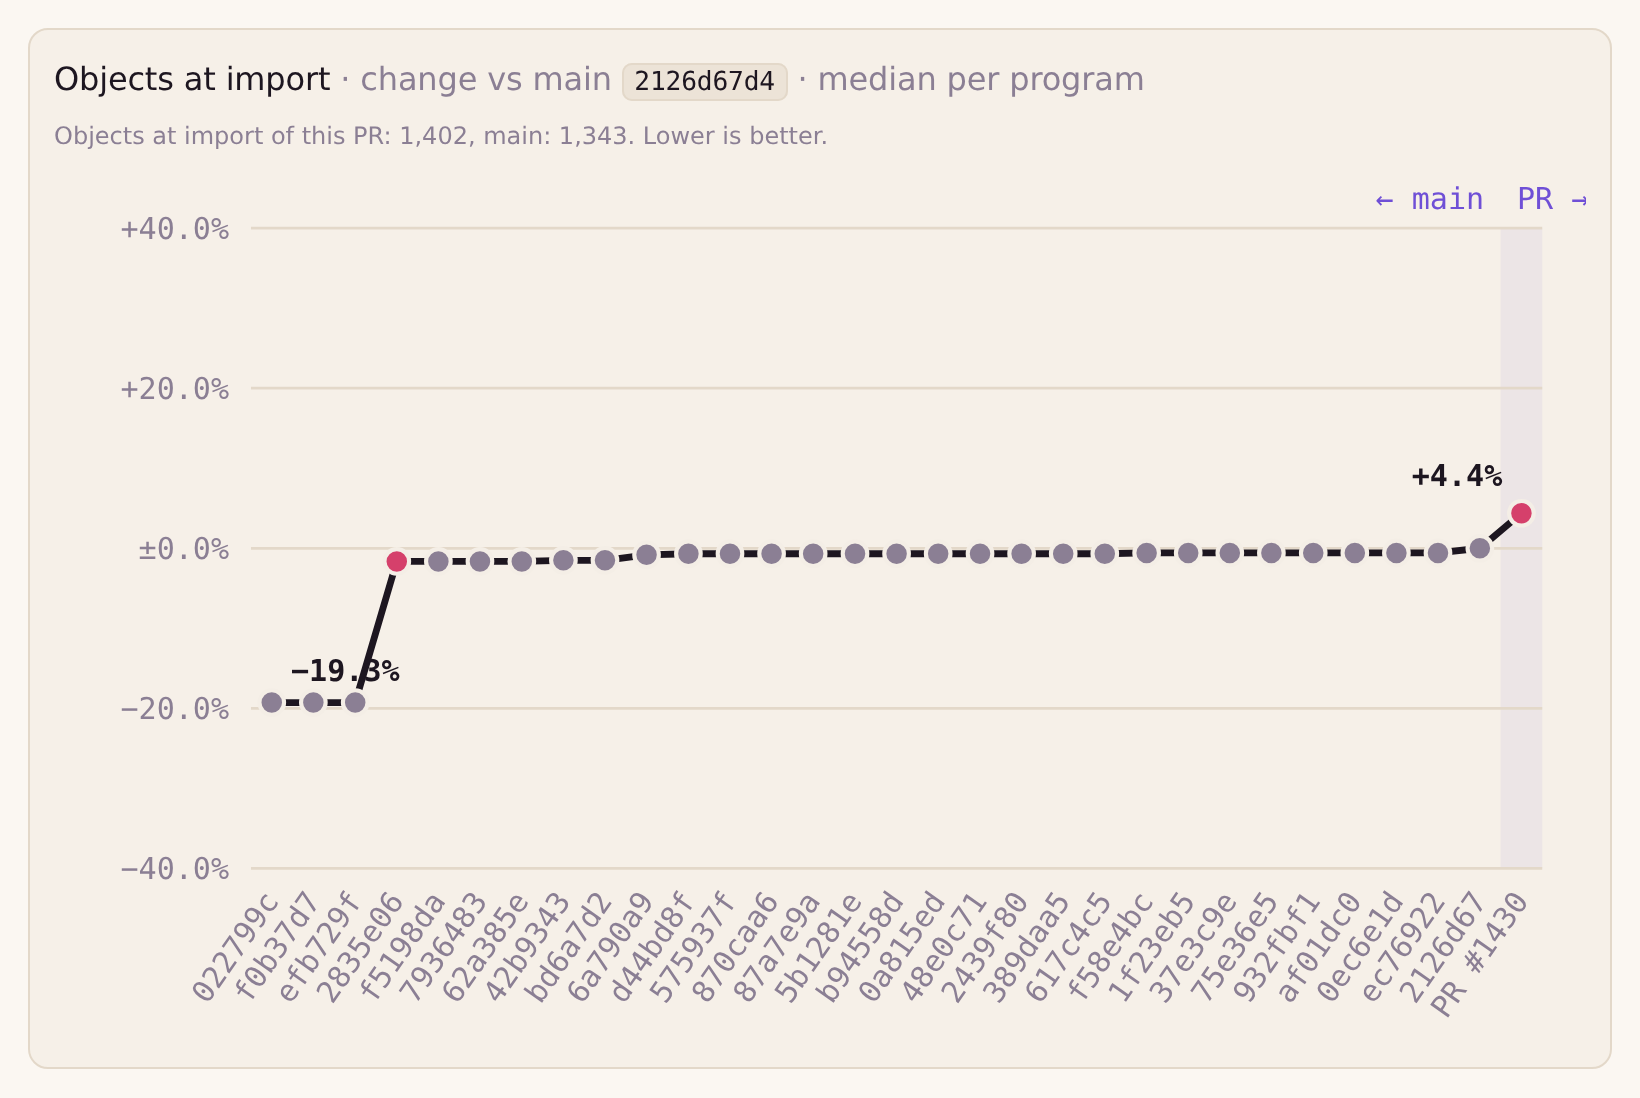 Objects at import · change vs main 2126d67d4 · median per program
Objects at import of this PR: 1,402, main: 1,343. Lower is better.
← main PR →
+40.0%
+20.0%
+4.4%
±0.0%
−19.3%
−20.0%
−40.0%
022799c
f0b37d7
efb729f
2835e06
f5198da
7936483
62a385e
42b9343
bd6a7d2
6a790a9
d44bd8f
575937f
870caa6
87a7e9a
5b1281e
b94558d
0a815ed
48e0c71
2439f80
389daa5
617c4c5
f58e4bc
1f23eb5
37e3c9e
75e36e5
932fbf1
af01dc0
0ec6e1d
ec76922
2126d67
PR #1430